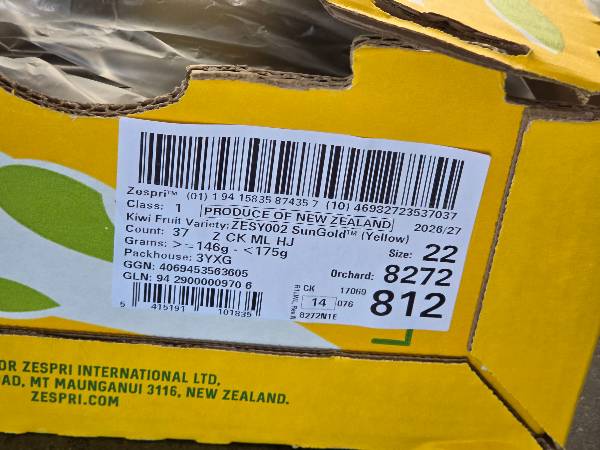 Zespri™ (01) 1 94 15835 87435 7 (10) 46932723537037
Class: 1 PRODUCE OF NEW ZEALAND 2026/27
Kiwi Fruit Variety: ZESY002 SunGold™ (Yellow)
Count: 37 Z CK ML HJ Size: 22
Grams: >=146g - <175g
Packhouse: 3YXG Orchard: 8272
GGN: 4069453563605
GLN: 94 2900000970 6 CK 17069 812
14 076
5 415191 101835 8272N1E
OR ZESPRI INTERNATIONAL LTD,
AD, MT MAUNGANUI 3116, NEW ZEALAND.
ZESPRI.COM